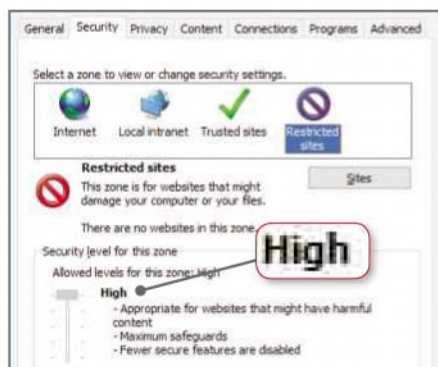 General Security Privacy Content Connections Programs Advanced
Select a zone to view or change security settings.
Internet Local intranet Trusted sites Restricted sites
Restricted sites
Sites
This zone is for websites that might
damage your computer or your files.
There are no websites in this zone.
High
Security level for this zone
Allowed levels for this zone: High
High
- Appropriate for websites that might have harmful
content
- Maximum safeguards
- Fewer secure features are disabled